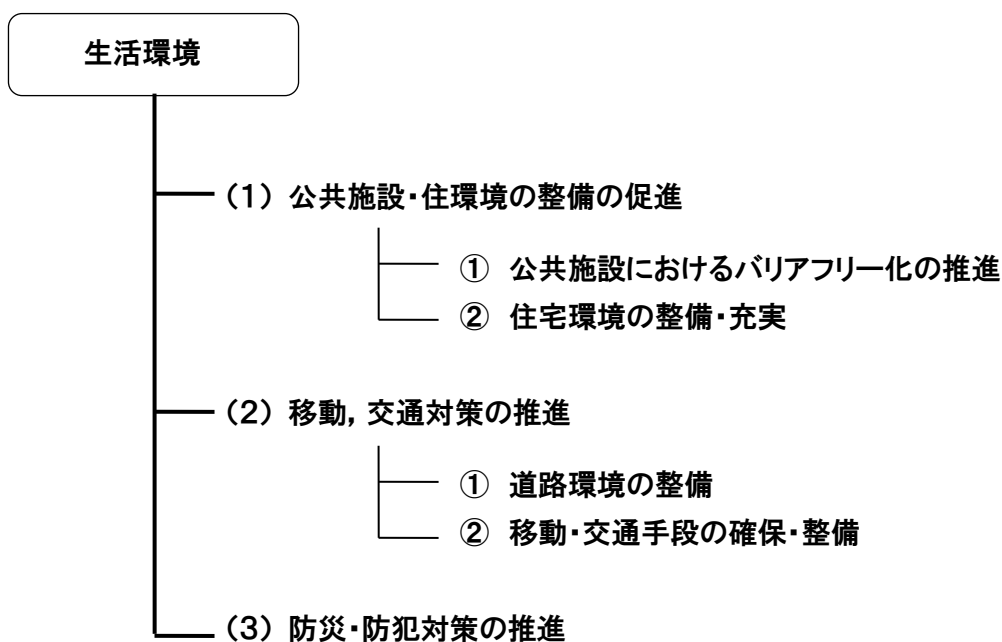 生活環境
（1） 公共施設・住環境の整備の促進
① 公共施設におけるバリアフリー化の推進
② 住宅環境の整備・充実
（2） 移動，交通対策の推進
① 道路環境の整備
② 移動・交通手段の確保・整備
（3） 防災・防犯対策の推進